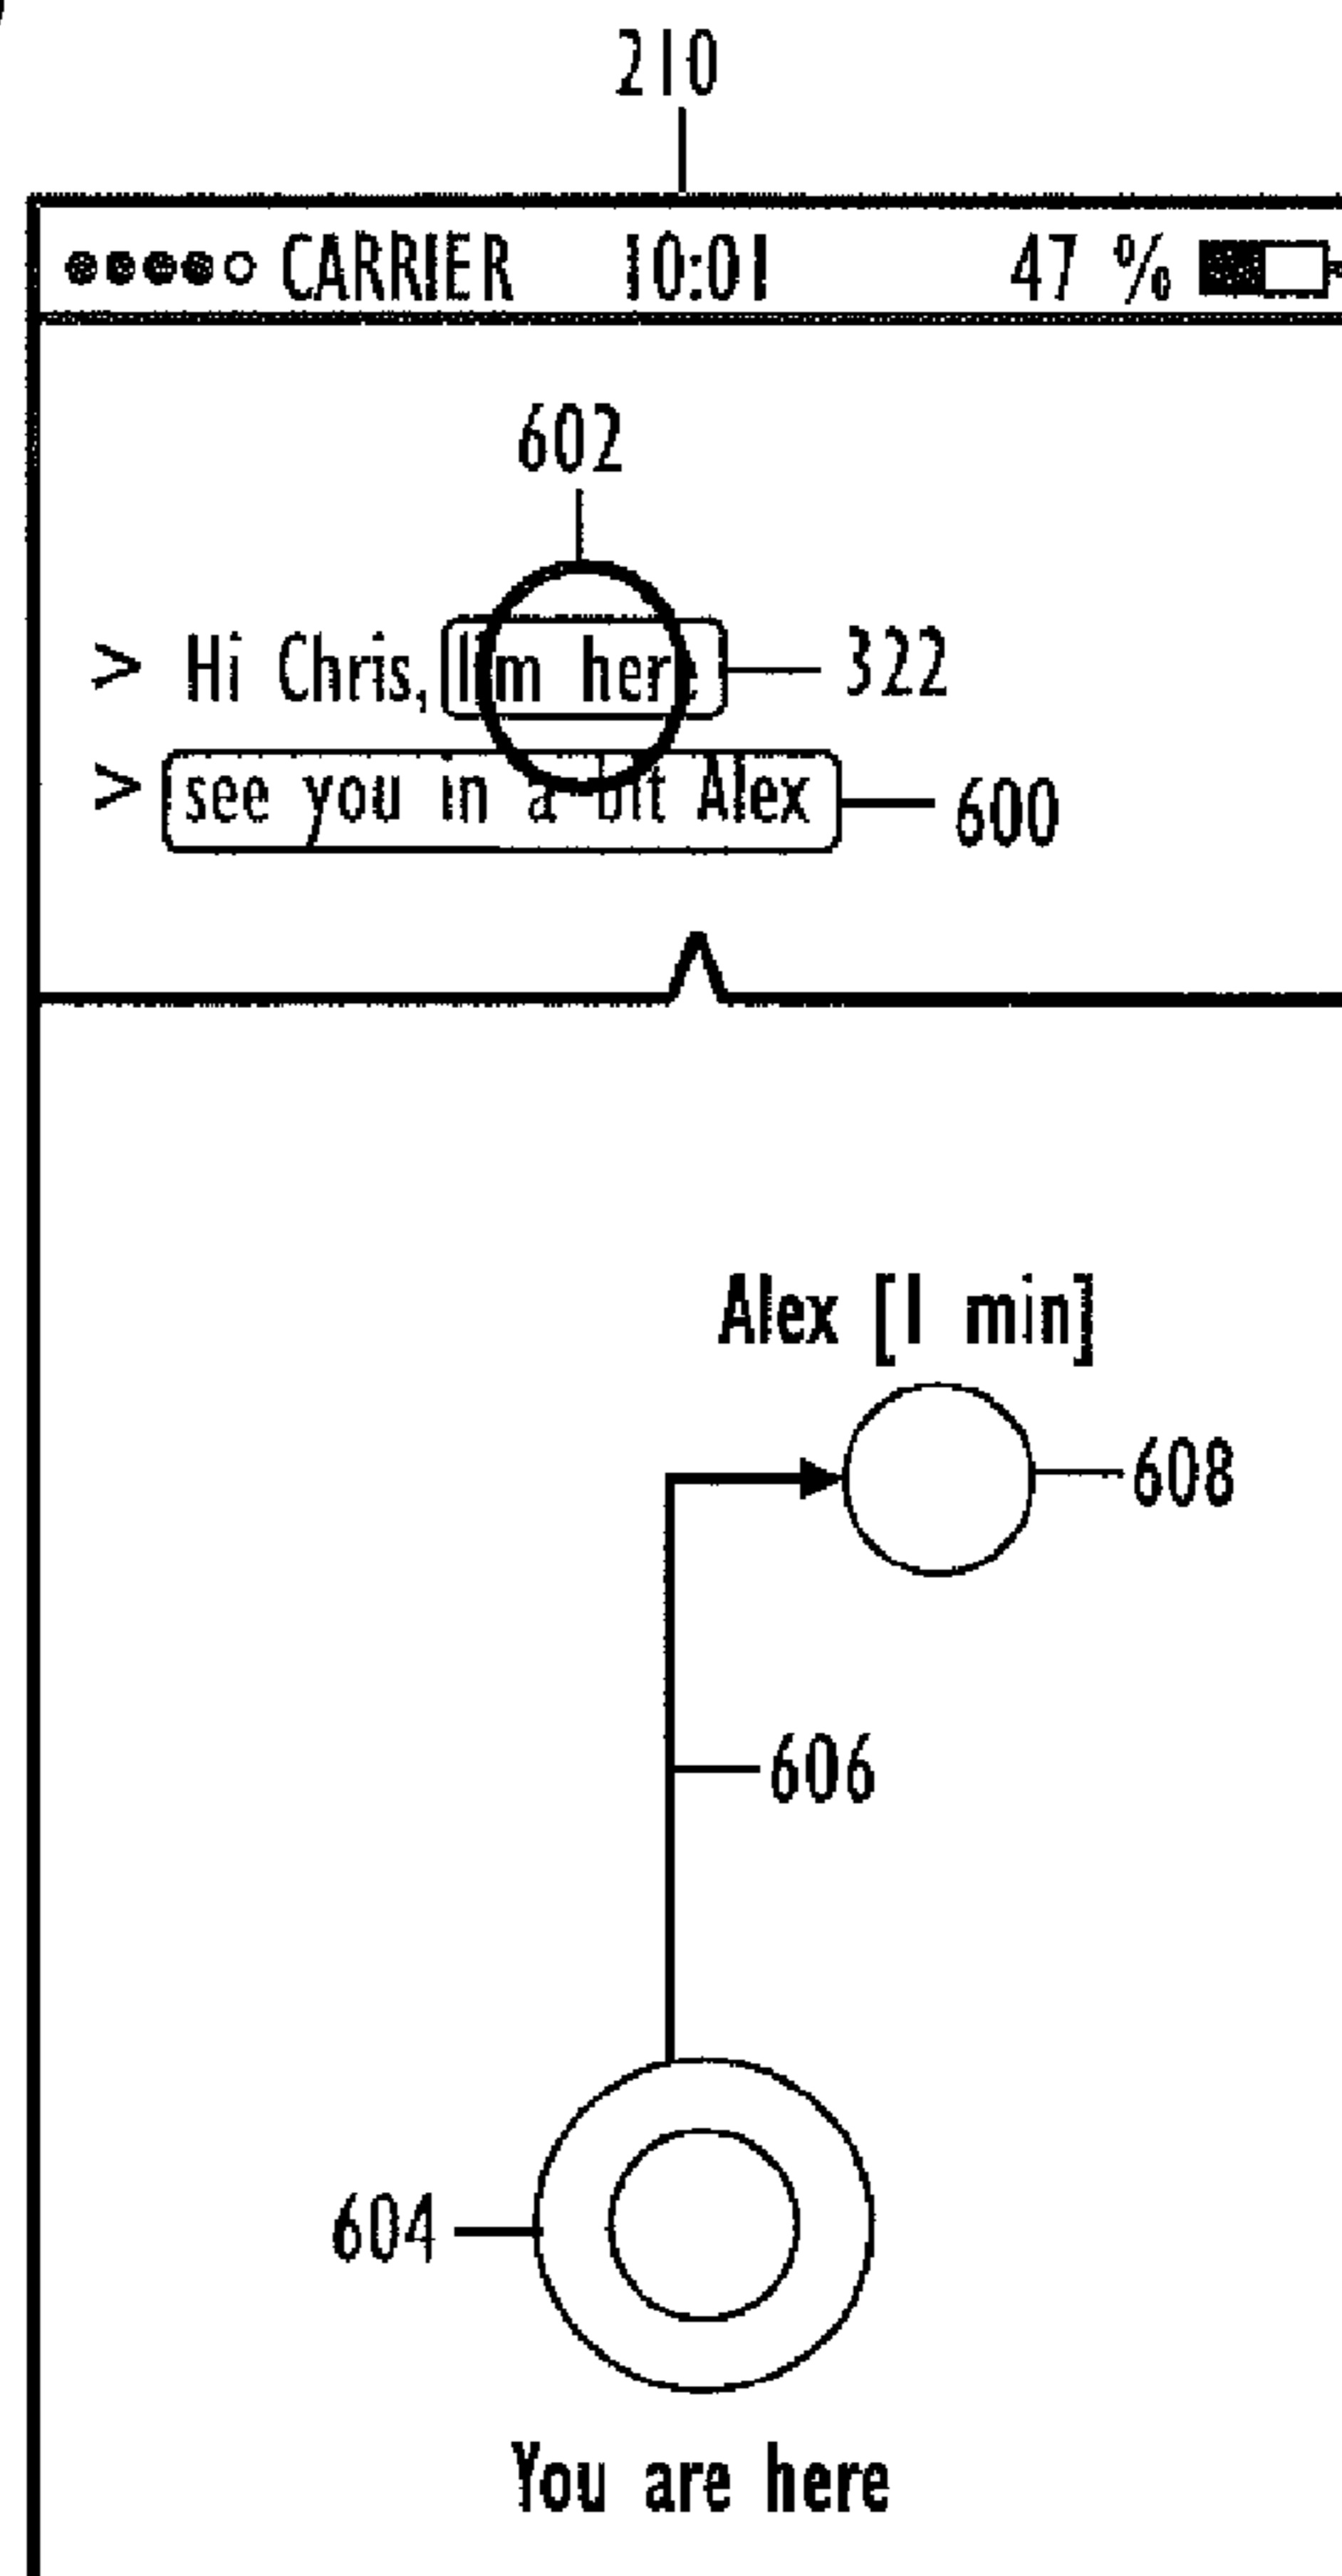 210
CARRIER 10:01 47 %
602
> Hi Chris, I'm here 322
> see you in a bit Alex 600
Alex [1 min]
608
606
604
You are here